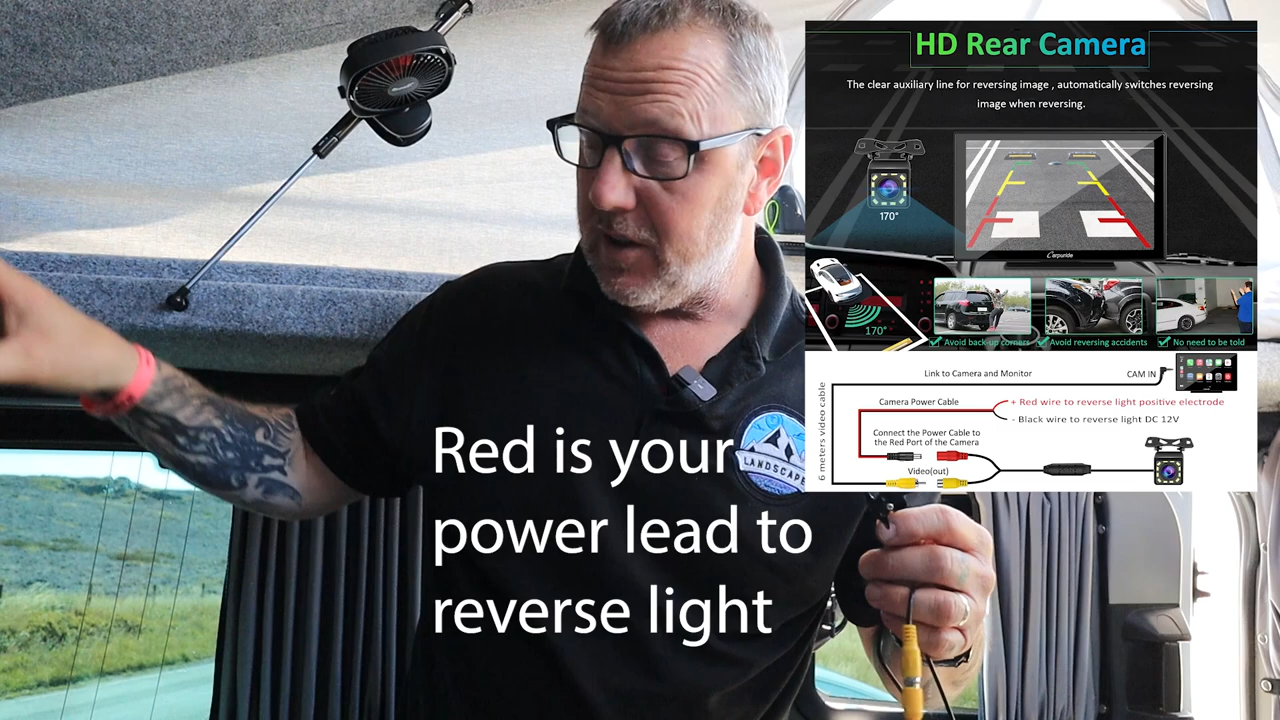 HD Rear Camera
The clear auxiliary line for reversing image , automatically switches reversing
image when reversing.
170°
Carpuride
170°
Avoid back-up corners
Avoid reversing accidents
No need to be told
Link to Camera and Monitor
CAM IN
Camera Power Cable
+ Red wire to reverse light positive electrode
- Black wire to reverse light DC 12V
Connect the Power Cable to
the Red Port of the Camera
Video(out)
6 meters video cable
LANDSCAPE
Red is your
power lead to
reverse light